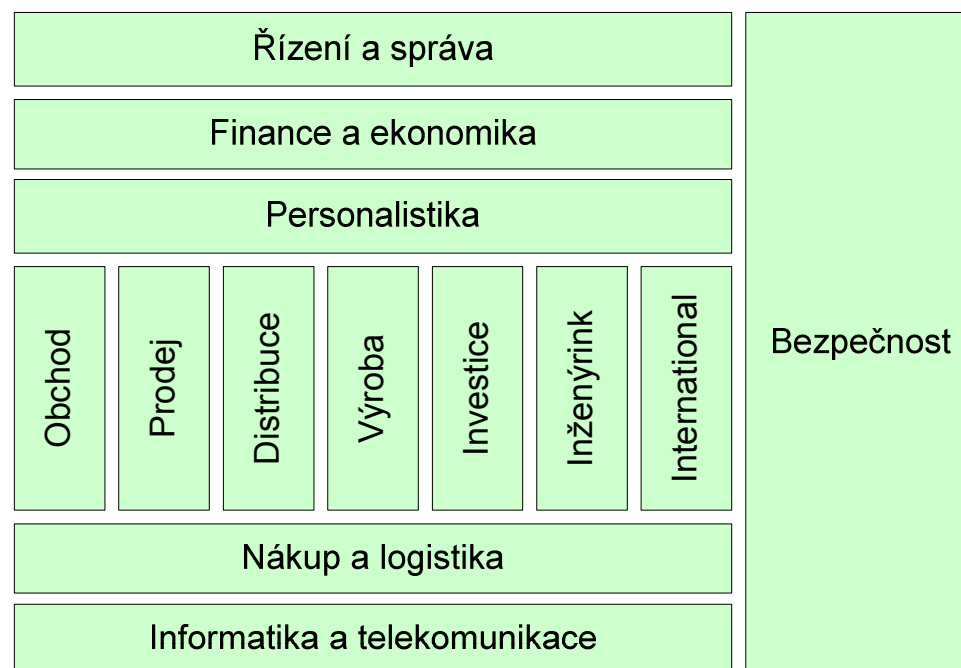 Řízení a správa
Finance a ekonomika
Personalistika
Obchod
Prodej
Distribuce
Výroba
Investice
Inženýrink
International
Bezpečnost
Nákup a logistika
Informatika a telekomunikace